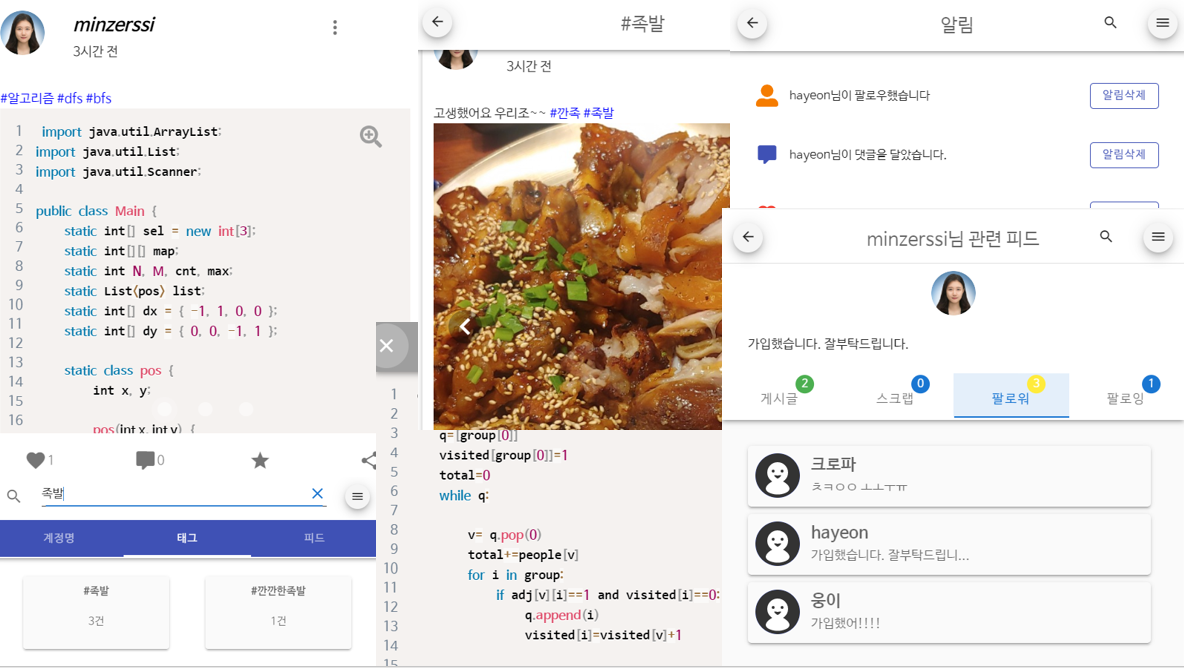 minzerssi
3시간 전
#알고리즘 #dfs #bfs
1 import java.util.ArrayList;
2 import java.util.List;
3 import java.util.Scanner;
4
5 public class Main {
6 static int[] sel = new int[3];
7 static int[][] map;
8 static int N, M, cnt, max;
9 static List<pos> list;
10 static int[] dx = { -1, 1, 0, 0 };
11 static int[] dy = { 0, 0, -1, 1 };
12
13 static class pos {
14 int x, y;
15
16 pos(int x, int y) {
1
0
족발
계정명 태그 피드
#족발
3건
#깐깐한족발
1건
#족발
3시간 전
고생했어요 우리조~~ #깐족 #족발
1
2
3 q=[group[0]]
4 visited[group[0]]=1
5 total=0
6 while q:
7
8 v= q.pop(0)
9 total+=people[v]
10 for i in group:
11 if adj[v][i]==1 and visited[i]==0:
12 q.append(i)
13 visited[i]=visited[v]+1
14
15
알림
hayeon님이 팔로우했습니다 알림삭제
hayeon님이 댓글을 달았습니다. 알림삭제
minzerssi님 관련 피드
가입했습니다. 잘부탁드립니다.
게시글 2
스크랩 0
팔로워 3
팔로잉 1
크로파
ㅊㅋㅇㅇ ㅗㅗㅜㅠ
hayeon
가입했습니다. 잘부탁드립니...
웅이
가입했어!!!!